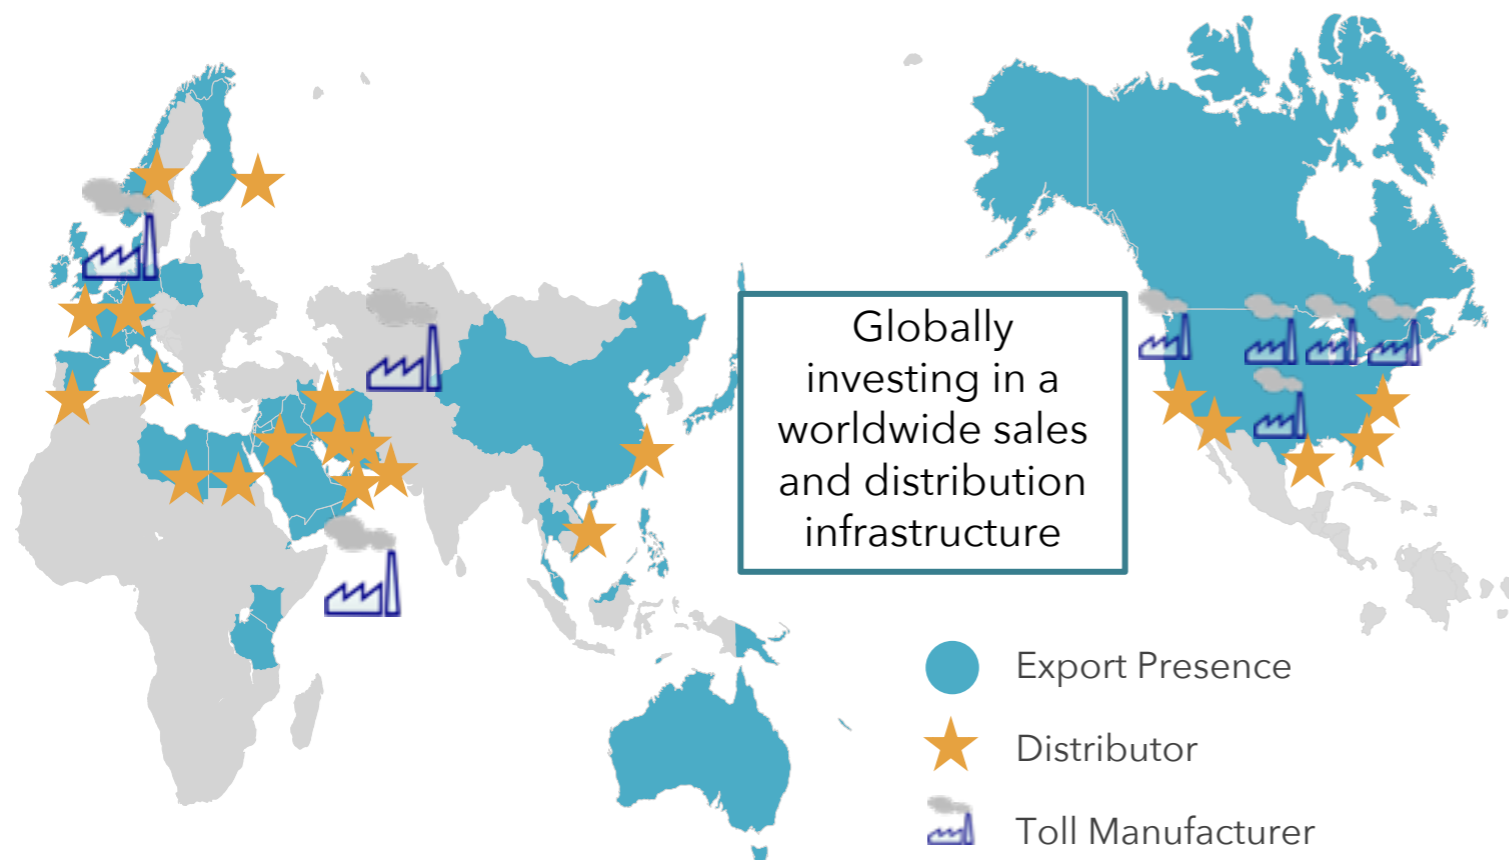 Globally
investing in a
worldwide sales
and distribution
infrastructure
Export Presence
Distributor
Toll Manufacturer